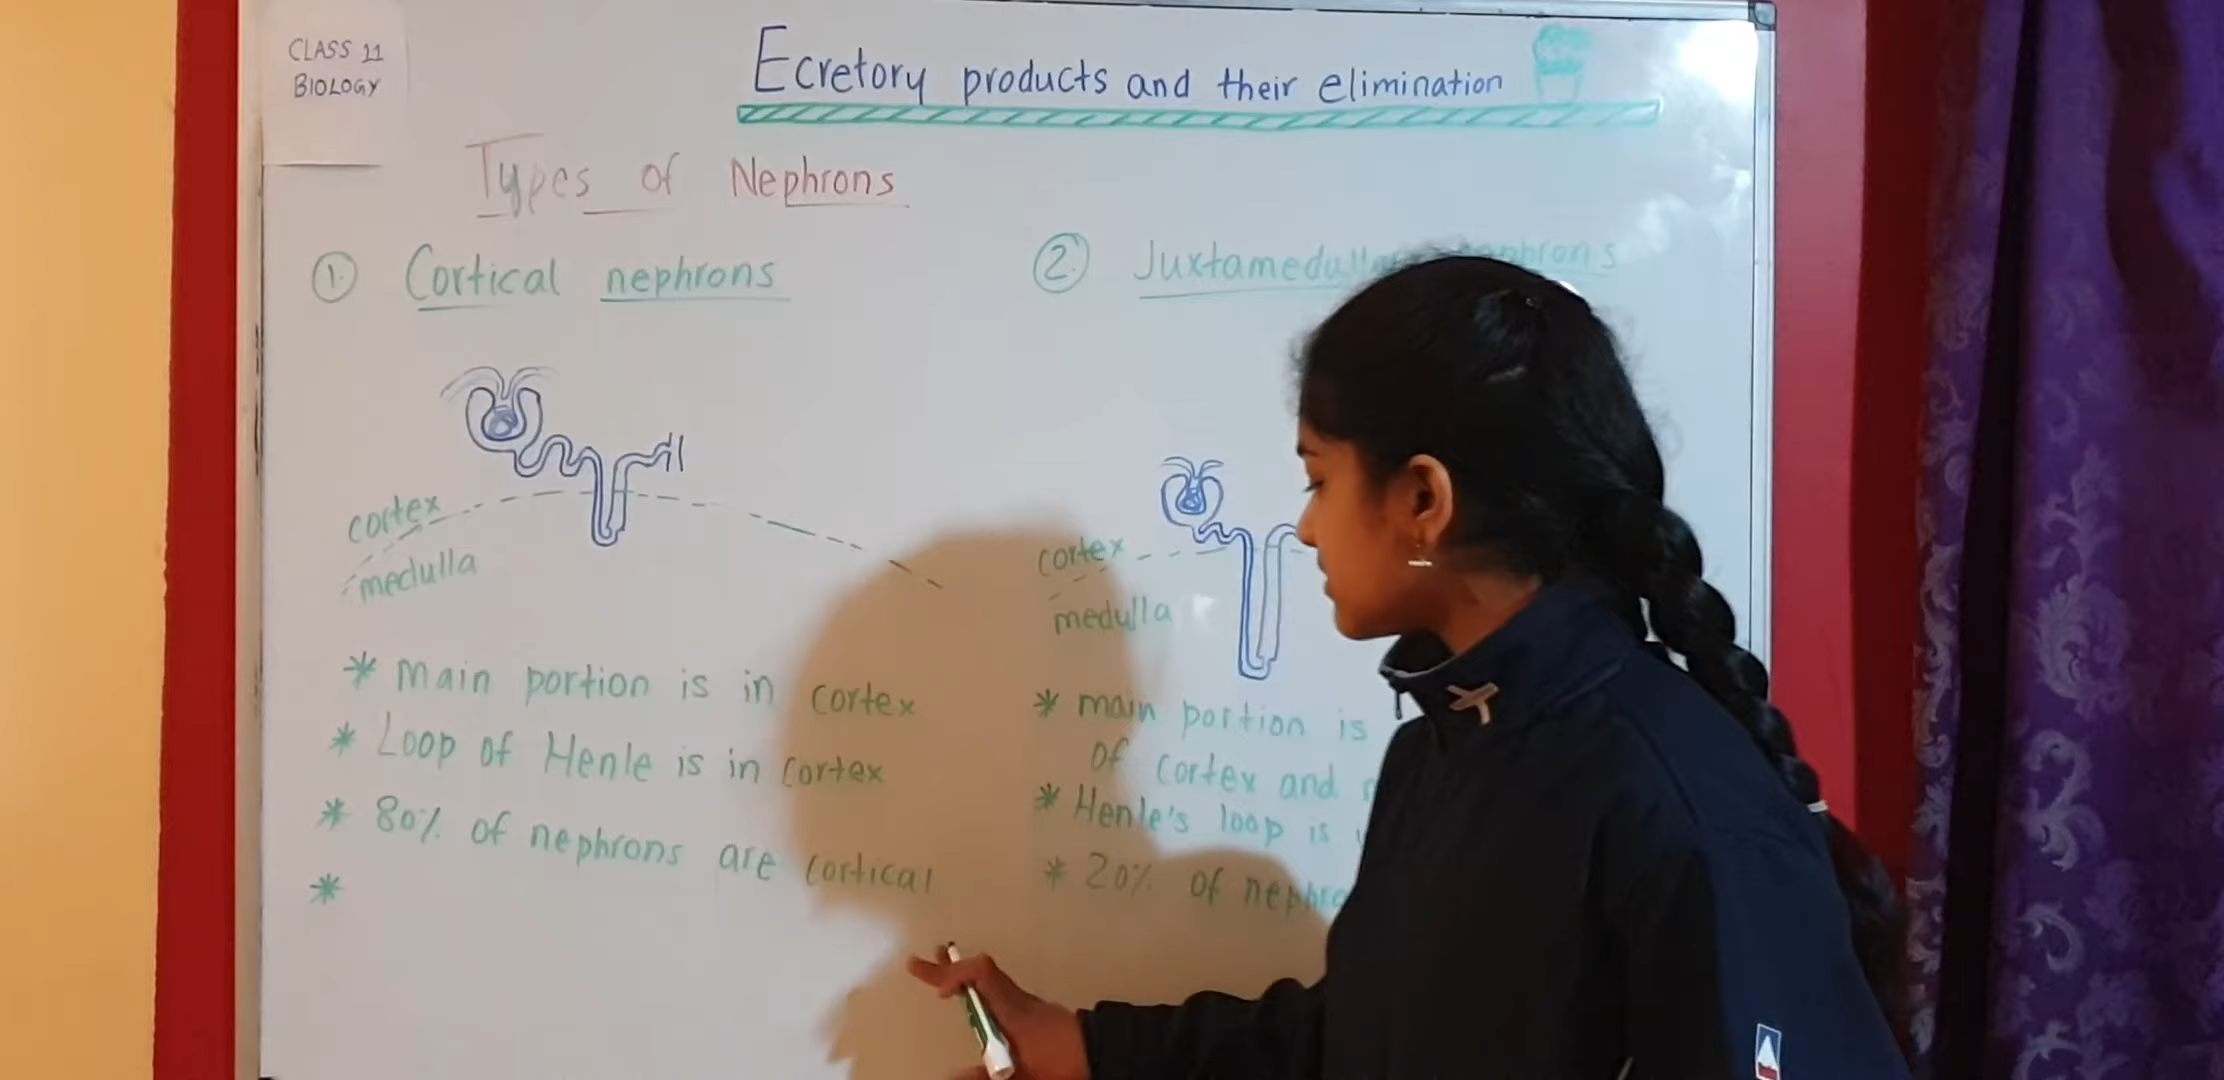 CLASS 11
BIOLOGY
Ecretory products and their elimination
Types of Nephrons
1. Cortical nephrons
cortex
medulla
* main portion is in cortex
* Loop of Henle is in cortex
* 80% of nephrons are cortical
*
2. 
cortex
medulla
* main portion is
of cortex and
* Henle's loop is
* 20% of